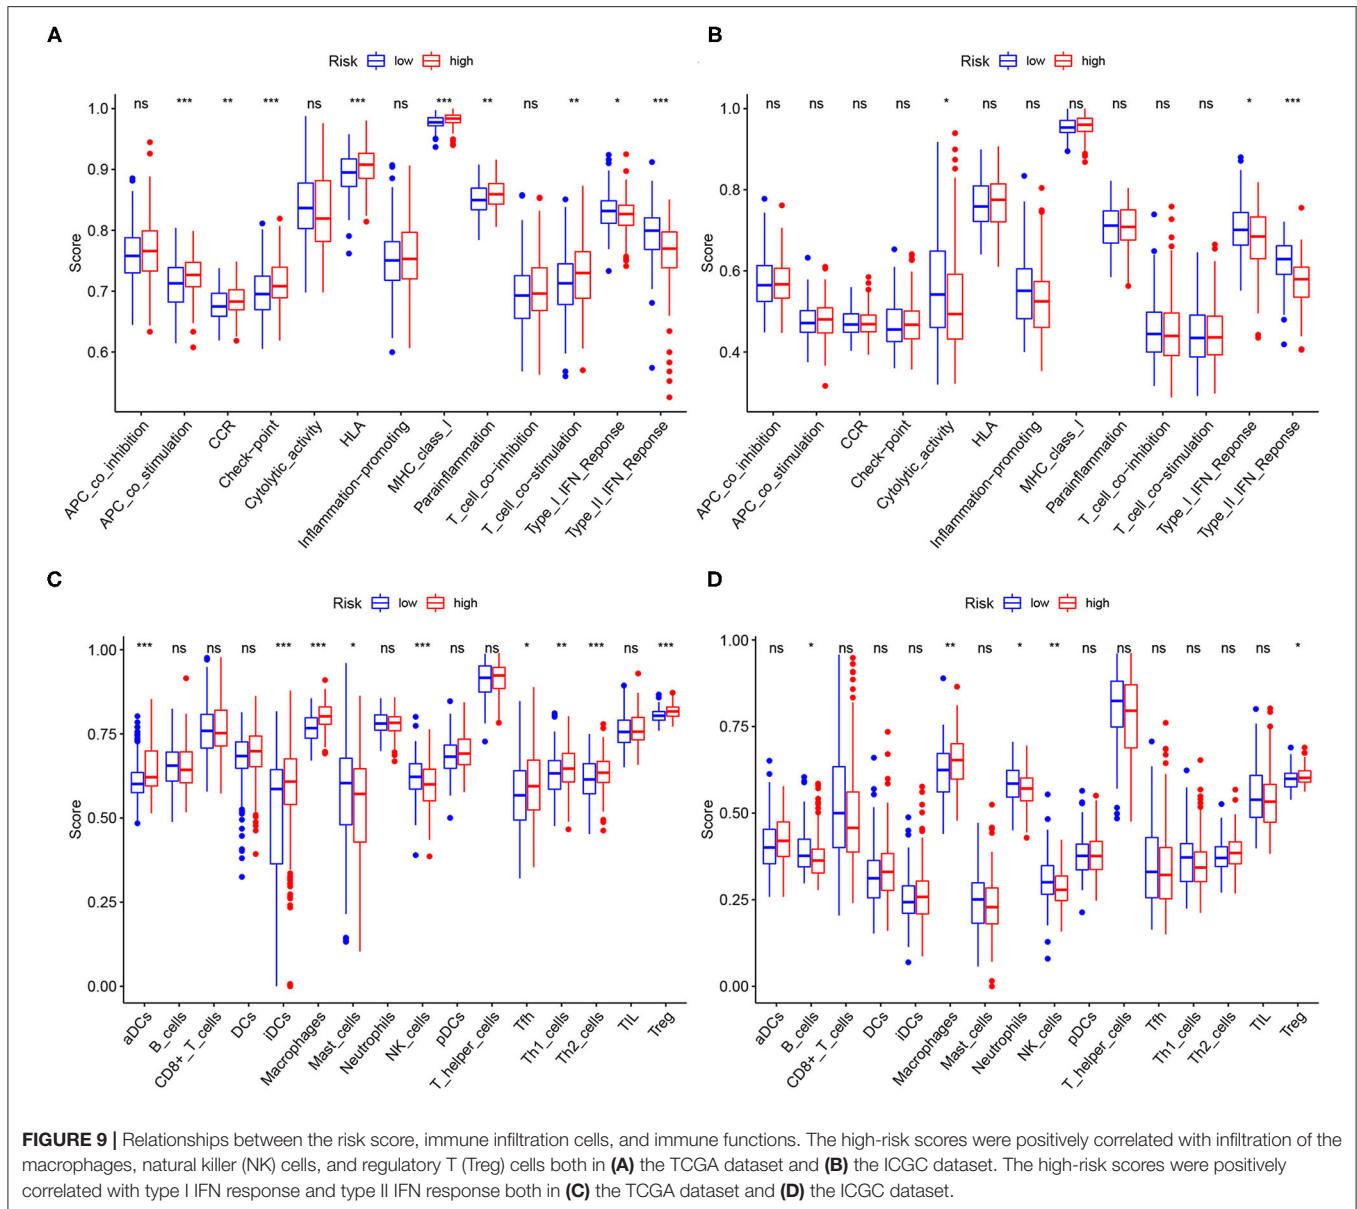 A
Risk low high
ns *** ** *** ns *** ns *** ** ns ** * ***
1.0
0.9
0.8
0.7
0.6
Score
APC_co_inhibition
APC_co_stimulation
CCR
Check-point
Cytolytic_activity
HLA
Inflammation-promoting
MHC_class_I
Parainflammation
T_cell_co-inhibition
T_cell_co-stimulation
Type_I_IFN_Reponse
Type_II_IFN_Reponse
B
Risk low high
ns ns ns ns * ns ns ns ns ns ns * ***
1.0
0.8
0.6
0.4
Score
APC_co_inhibition
APC_co_stimulation
CCR
Check-point
Cytolytic_activity
HLA
Inflammation-promoting
MHC_class_I
Parainflammation
T_cell_co-inhibition
T_cell_co-stimulation
Type_I_IFN_Reponse
Type_II_IFN_Reponse
C
Risk low high
*** ns ns ns *** *** * ns *** ns ns * ** *** ns ***
1.00
0.75
0.50
0.25
0.00
Score
aDCs
B_cells
CD8+_T_cells
DCs
iDCs
Macrophages
Mast_cells
Neutrophils
NK_cells
pDCs
T_helper_cells
Tfh
Th1_cells
Th2_cells
TIL
Treg
D
Risk low high
ns * ns ns ns ** ns * ** ns ns ns ns ns ns *
1.00
0.75
0.50
0.25
0.00
Score
aDCs
B_cells
CD8+_T_cells
DCs
iDCs
Macrophages
Mast_cells
Neutrophils
NK_cells
pDCs
T_helper_cells
Tfh
Th1_cells
Th2_cells
TIL
Treg
FIGURE 9 | Relationships between the risk score, immune infiltration cells, and immune functions. The high-risk scores were positively correlated with infiltration of the
macrophages, natural killer (NK) cells, and regulatory T (Treg) cells both in (A) the TCGA dataset and (B) the ICGC dataset. The high-risk scores were positively
correlated with type I IFN response and type II IFN response both in (C) the TCGA dataset and (D) the ICGC dataset.